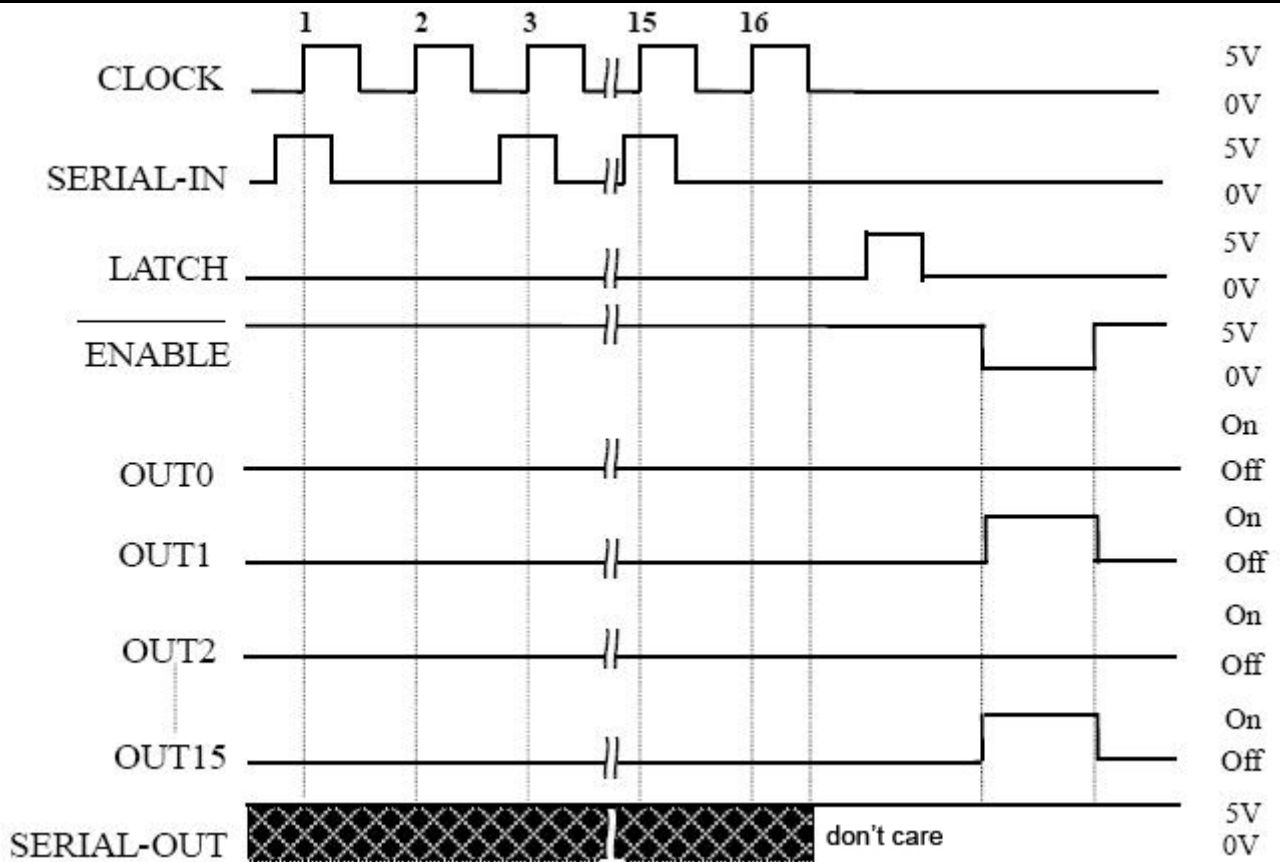 1 2 3 15 16
CLOCK 5V
0V
SERIAL-IN 5V
0V
LATCH 5V
0V
ENABLE 5V
0V
On
OUT0 Off
On
OUT1 Off
On
OUT2 Off
On
OUT15 Off
5V
SERIAL-OUT don't care 0V